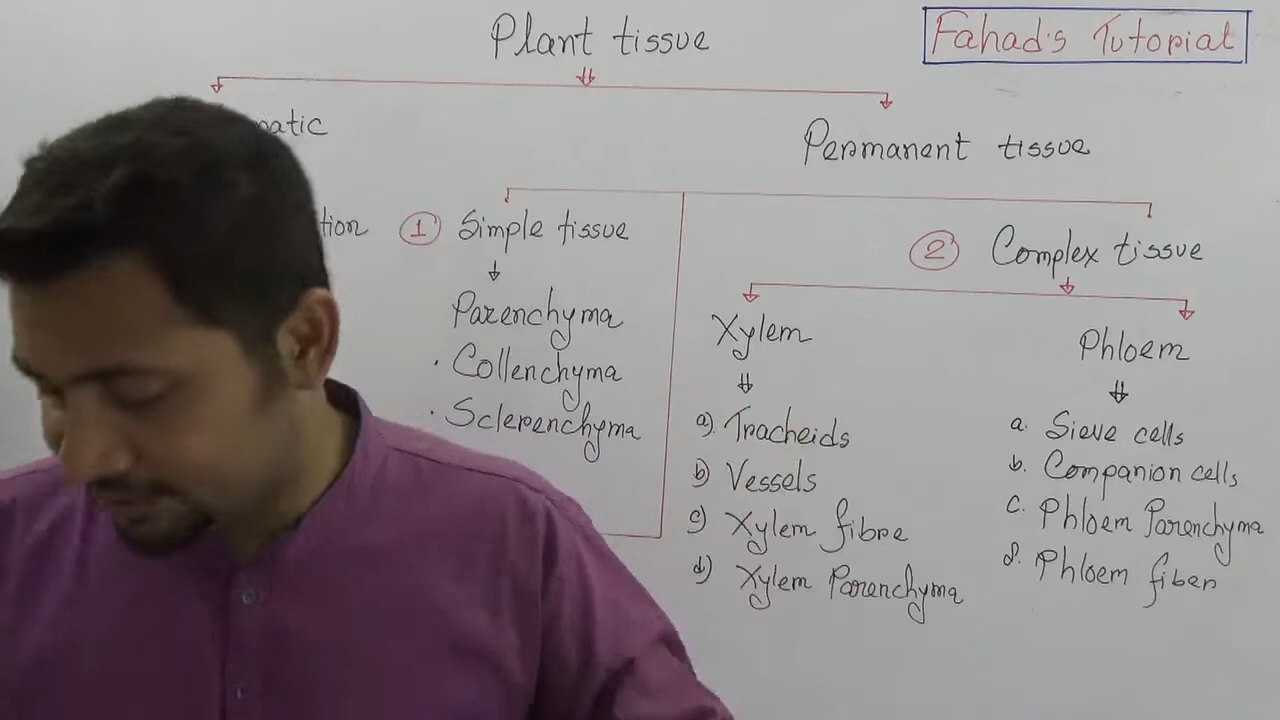 Plant tissue
Fahad's Tutorial
Permanent tissue
1 Simple tissue
Parenchyma
· Collenchyma
· Sclerenchyma
2 Complex tissue
Xylem
a) Tracheids
b) Vessels
c) Xylem fibre
d) Xylem Parenchyma
Phloem
a. Sieve cells
b. Companion cells
c. Phloem Parenchyma
d. Phloem fiber